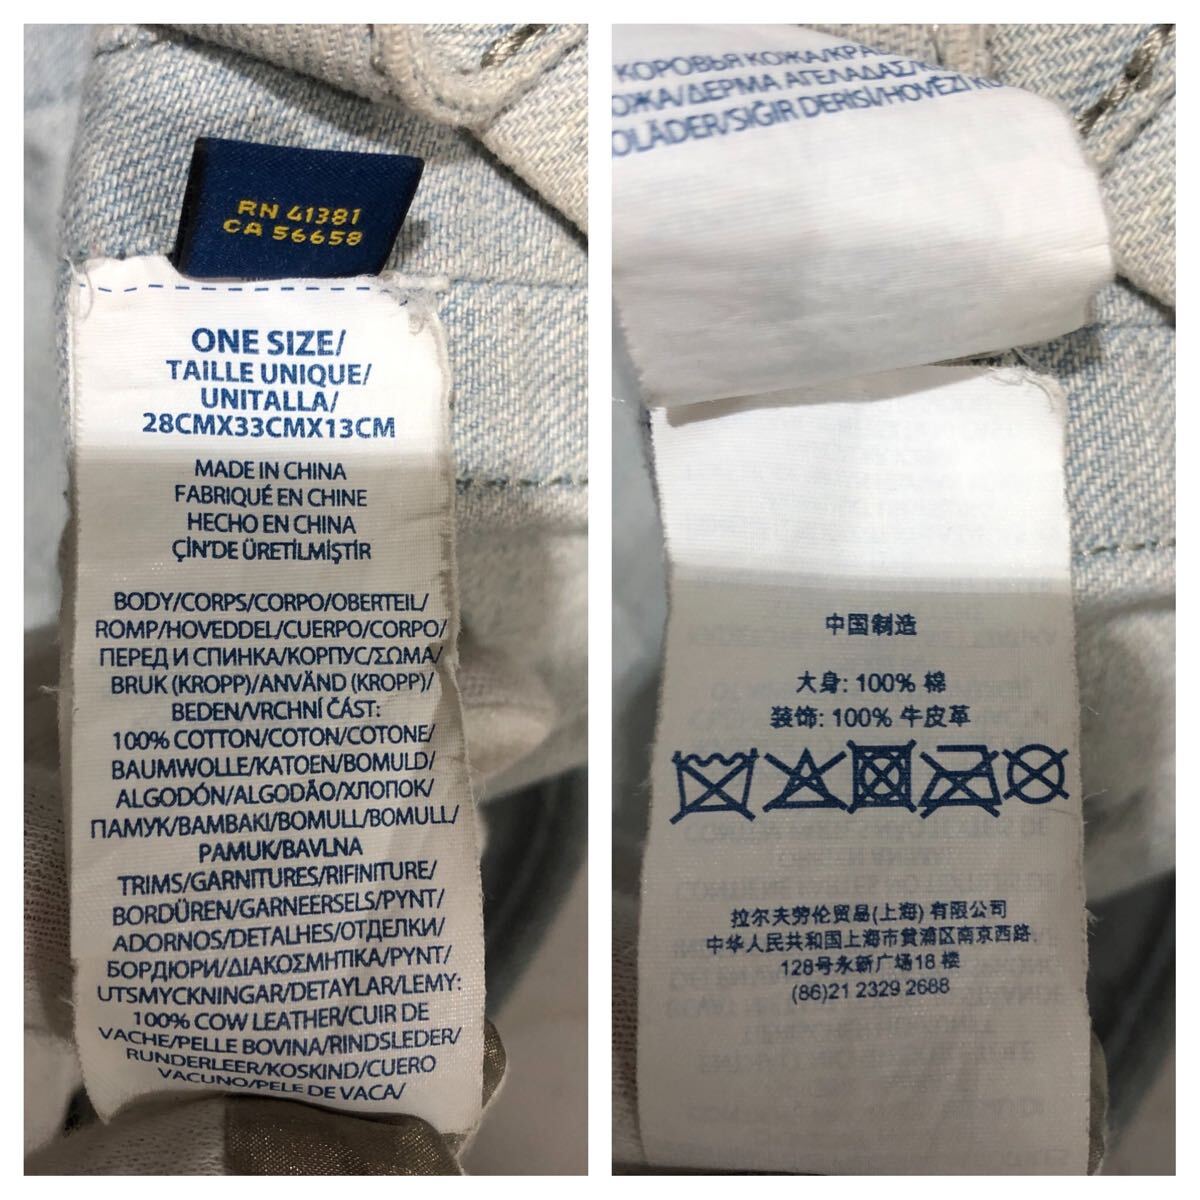 RN 41381
CA 56658
ONE SIZE/
TAILLE UNIQUE/
UNITALLA/
28CMX33CMX13CM
MADE IN CHINA
FABRIQUÉ EN CHINE
HECHO EN CHINA
ÇİN'DE ÜRETİLMİŞTİR
BODY/CORPS/CORPO/OBERTEIL/
ROMP/HOVEDDEL/CUERPO/CORPO/
ПЕРЕД И СПИНКА/КОРПУС/ΣΩΜΑ/
BRUK (KROPP)/ANVÄND (KROPP)/
BEDEN/VRCHNÍ ČÁST:
100% COTTON/COTON/COTONE/
BAUMWOLLE/KATOEN/BOMULD/
ALGODÓN/ALGODÃO/ХЛОПОК/
ПАМУК/ΒΑΜΒΑΚΙ/BOMULL/BOMULL/
PAMUK/BAVLNA
TRIMS/GARNITURES/RIFINITURE/
BORDÜREN/GARNEERSELS/PYNT/
ADORNOS/DETALHES/ОТДЕЛКИ/
БОРДЮРИ/ΔΙΑΚΟΣΜΗΤΙΚΑ/PYNT/
UTSMYCKNINGAR/DETAYLAR/LEMY:
100% COW LEATHER/CUIR DE
VACHE/PELLE BOVINA/RINDSLEDER/
RUNDERLEER/KOSKIND/CUERO
VACUNO/PELE DE VACA/
КОРОВЬЯ КОЖА/
ΔΕΡΜΑ ΑΓΕΛΑΔΑΣ/
SIĞIR DERİSİ/HOVĚZÍ
中国制造
大身: 100% 棉
装饰: 100% 牛皮革
拉尔夫劳伦贸易(上海) 有限公司
中华人民共和国上海市黄浦区南京西路
128号永新广场18 楼
(86)21 2329 2688